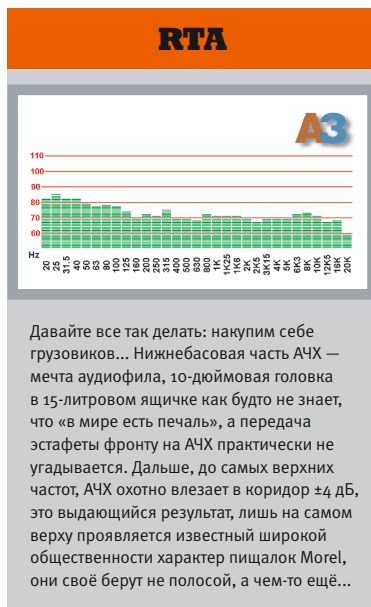 RTA
A3
110
100
90
80
70
60
Hz 20 25 31.5 40 50 63 80 100 125 160 200 250 315 400 500 630 800 1K 1K25 1K6 2K 2K5 3K15 4K 5K 6K3 8K 10K 12K5 16K 20K
Давайте все так делать: накупим себе
грузовиков... Нижнебасовая часть АЧХ —
мечта аудиофила, 10-дюймовая головка
в 15-литровом ящичке как будто не знает,
что «в мире есть печаль», а передача
эстафеты фронту на АЧХ практически не
угадывается. Дальше, до самых верхних
частот, АЧХ охотно влезает в коридор ±4 дБ,
это выдающийся результат, лишь на самом
верху проявляется известный широкой
общественности характер пищалок Morel,
они своё берут не полосой, а чем-то ещё...